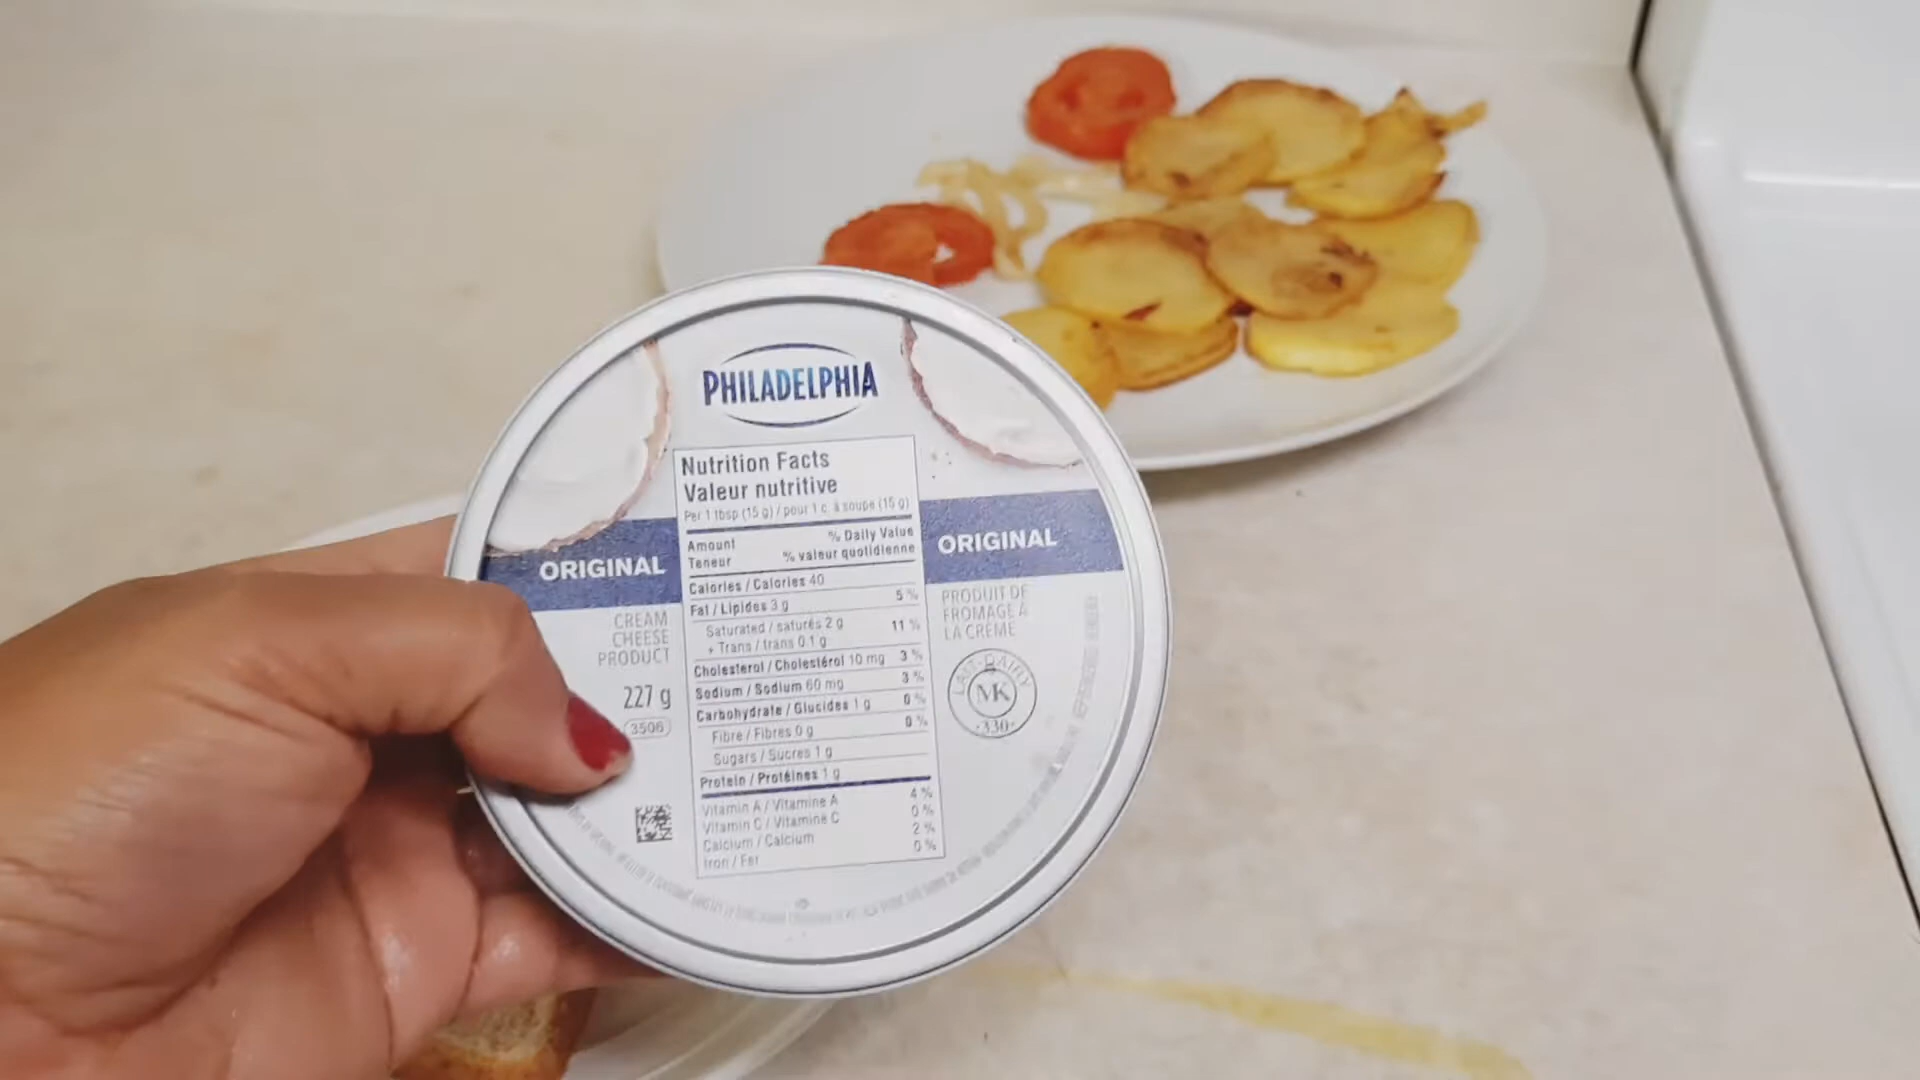 PHILADELPHIA
Nutrition Facts
Valeur nutritive
Per 1 tbsp (15 g) / pour 1 c. à soupe (15 g)
Amount % Daily Value
Teneur % valeur quotidienne
Calories / Calories 40
Fat / Lipides 3 g 5 %
Saturated / saturés 2 g
+ Trans / trans 0.1 g 11 %
Cholesterol / Cholestérol 10 mg 3 %
Sodium / Sodium 60 mg 3 %
Carbohydrate / Glucides 1 g 0 %
Fibre / Fibres 0 g 0 %
Sugars / Sucres 1 g
Protein / Protéines 1 g
Vitamin A / Vitamine A 4 %
Vitamin C / Vitamine C 0 %
Calcium / Calcium 2 %
Iron / Fer 0 %
ORIGINAL
CREAM
CHEESE
PRODUCT
227 g
3506
ORIGINAL
PRODUIT DE
FROMAGE À
LA CRÈME
LAIT-DAIRY
MK
330